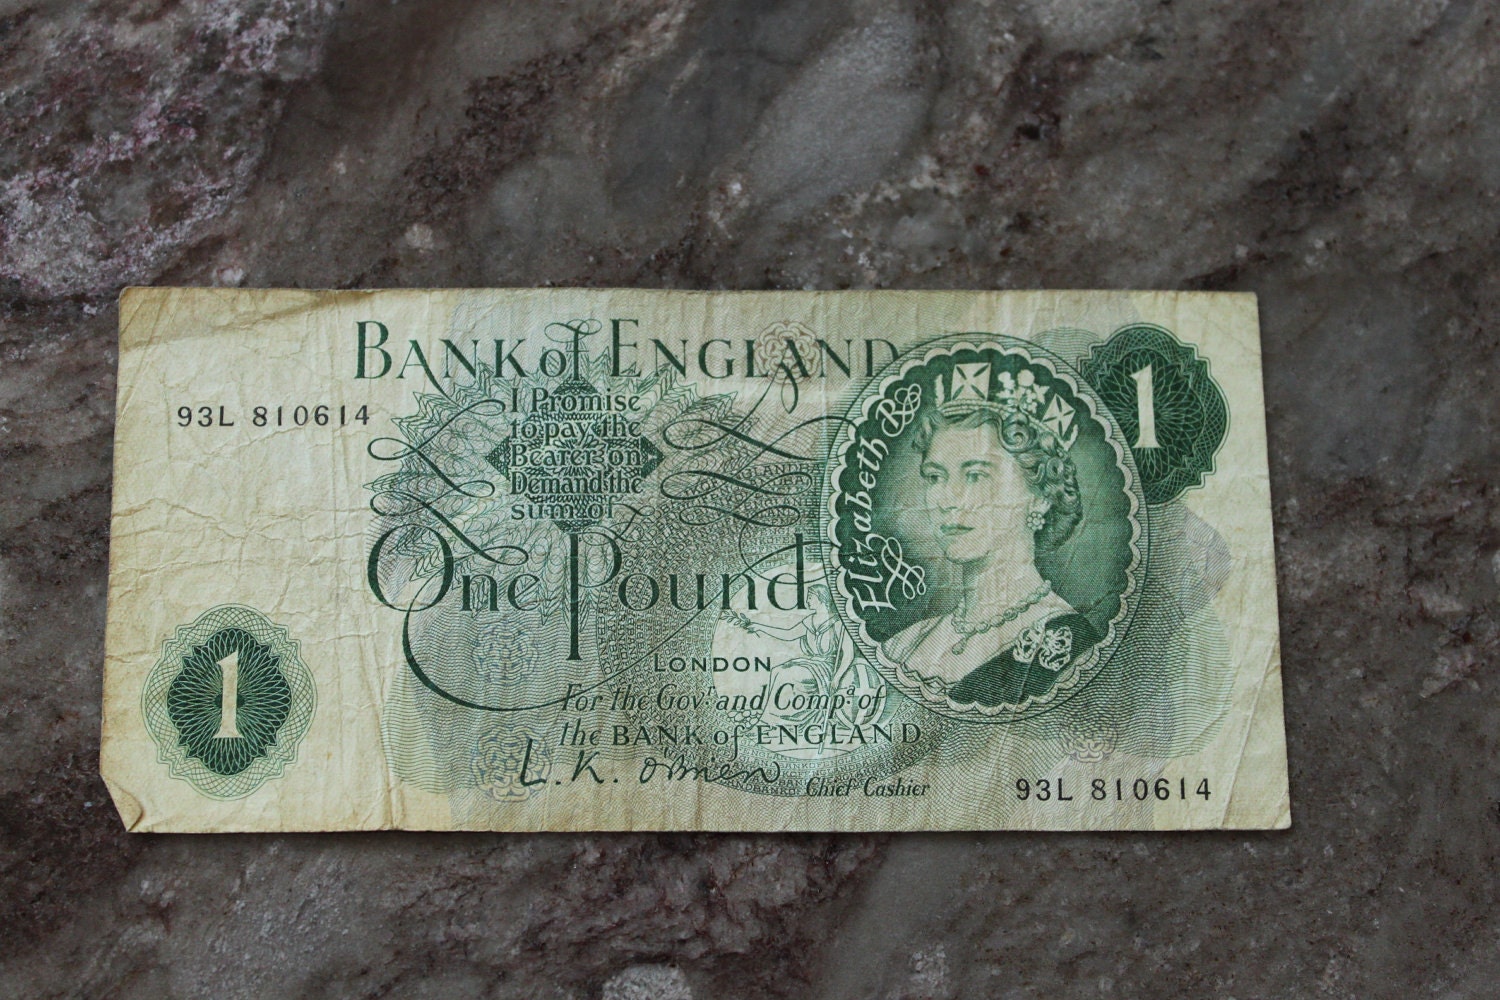 BANK of ENGLAND
1
93L 810614
I Promise
to pay the
Bearer on
Demand the
sum of
One Pound
Elizabeth R
1
LONDON
For the Govr. and Compa. of
the BANK of ENGLAND
L. K. O'Brien
Chief Cashier
93L 810614